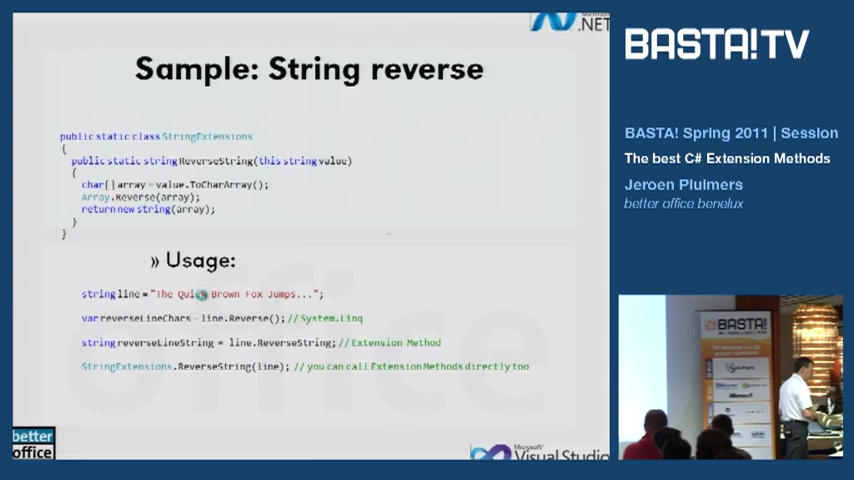 .NET
BASTA!TV
Sample: String reverse
BASTA! Spring 2011 | Session
The best C# Extension Methods
Jeroen Pluimers
better office benelux
public static class StringExtensions
{
public static string ReverseString(this string value)
{
char[] array = value.ToCharArray();
Array.Reverse(array);
return new string(array);
}
}
» Usage:
string line = "The Quick Brown Fox Jumps...";
var reverseLineChars = line.Reverse(); // System.Linq
string reverseLineString = line.ReverseString; // Extension Method
StringExtensions.ReverseString(line); // you can call Extension Methods directly too
BASTA!
Microsoft
better
office
Microsoft
Visual Studio